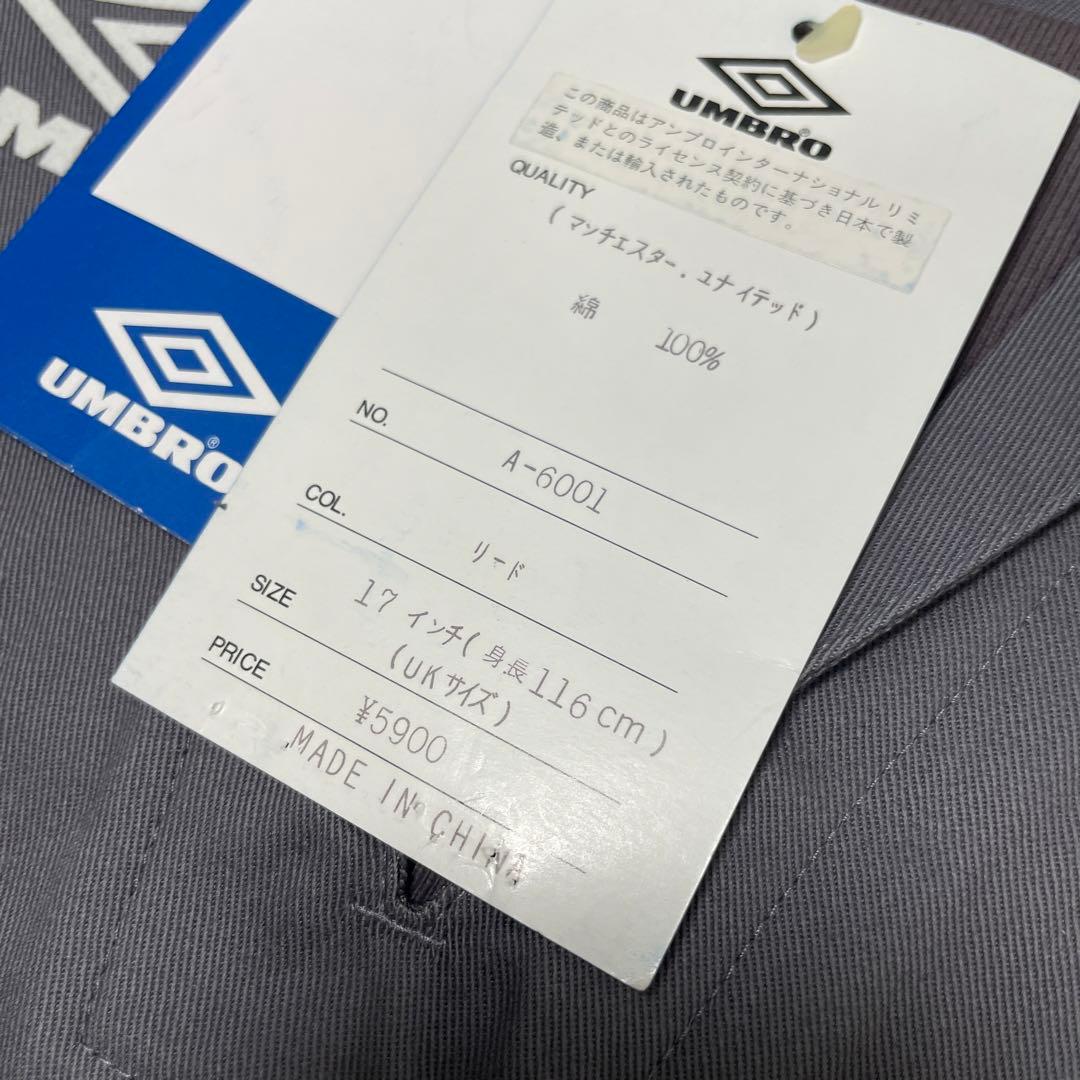 UMBRO
この商品はアンブロインターナショナル リミ
テッドとのライセンス契約に基づき日本で製
造、または輸入されたものです。
QUALITY
(マッチエスター．ユナイテッド)
綿 100%
NO.
A-6001
COL.
リード
SIZE
17 インチ(身長116cm)
(UKサイズ)
PRICE
¥5900
MADE IN CHINA
UMBRO®
M